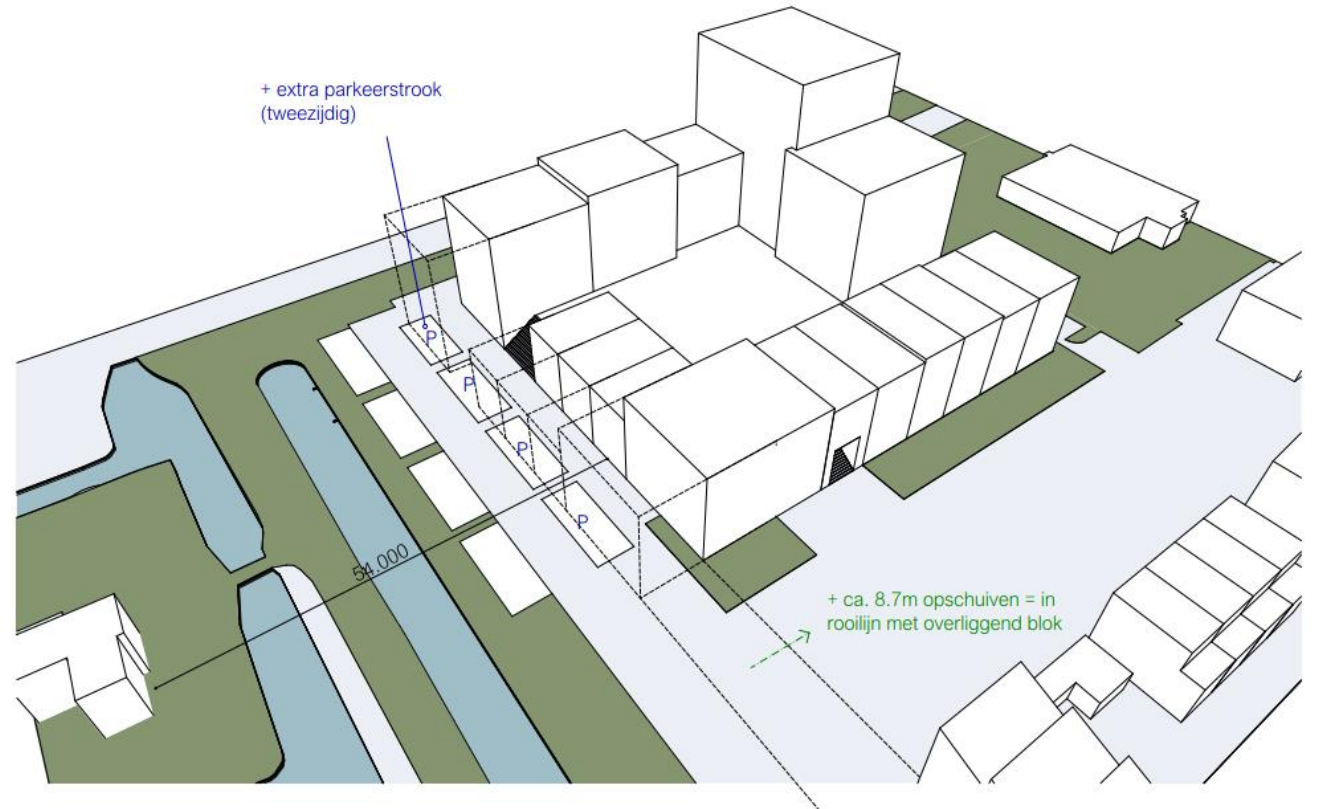 + extra parkeerstrook
(tweezijdig)
P
P
P
P
54.000
+ ca. 8.7m opschuiven = in
rooilijn met overliggend blok